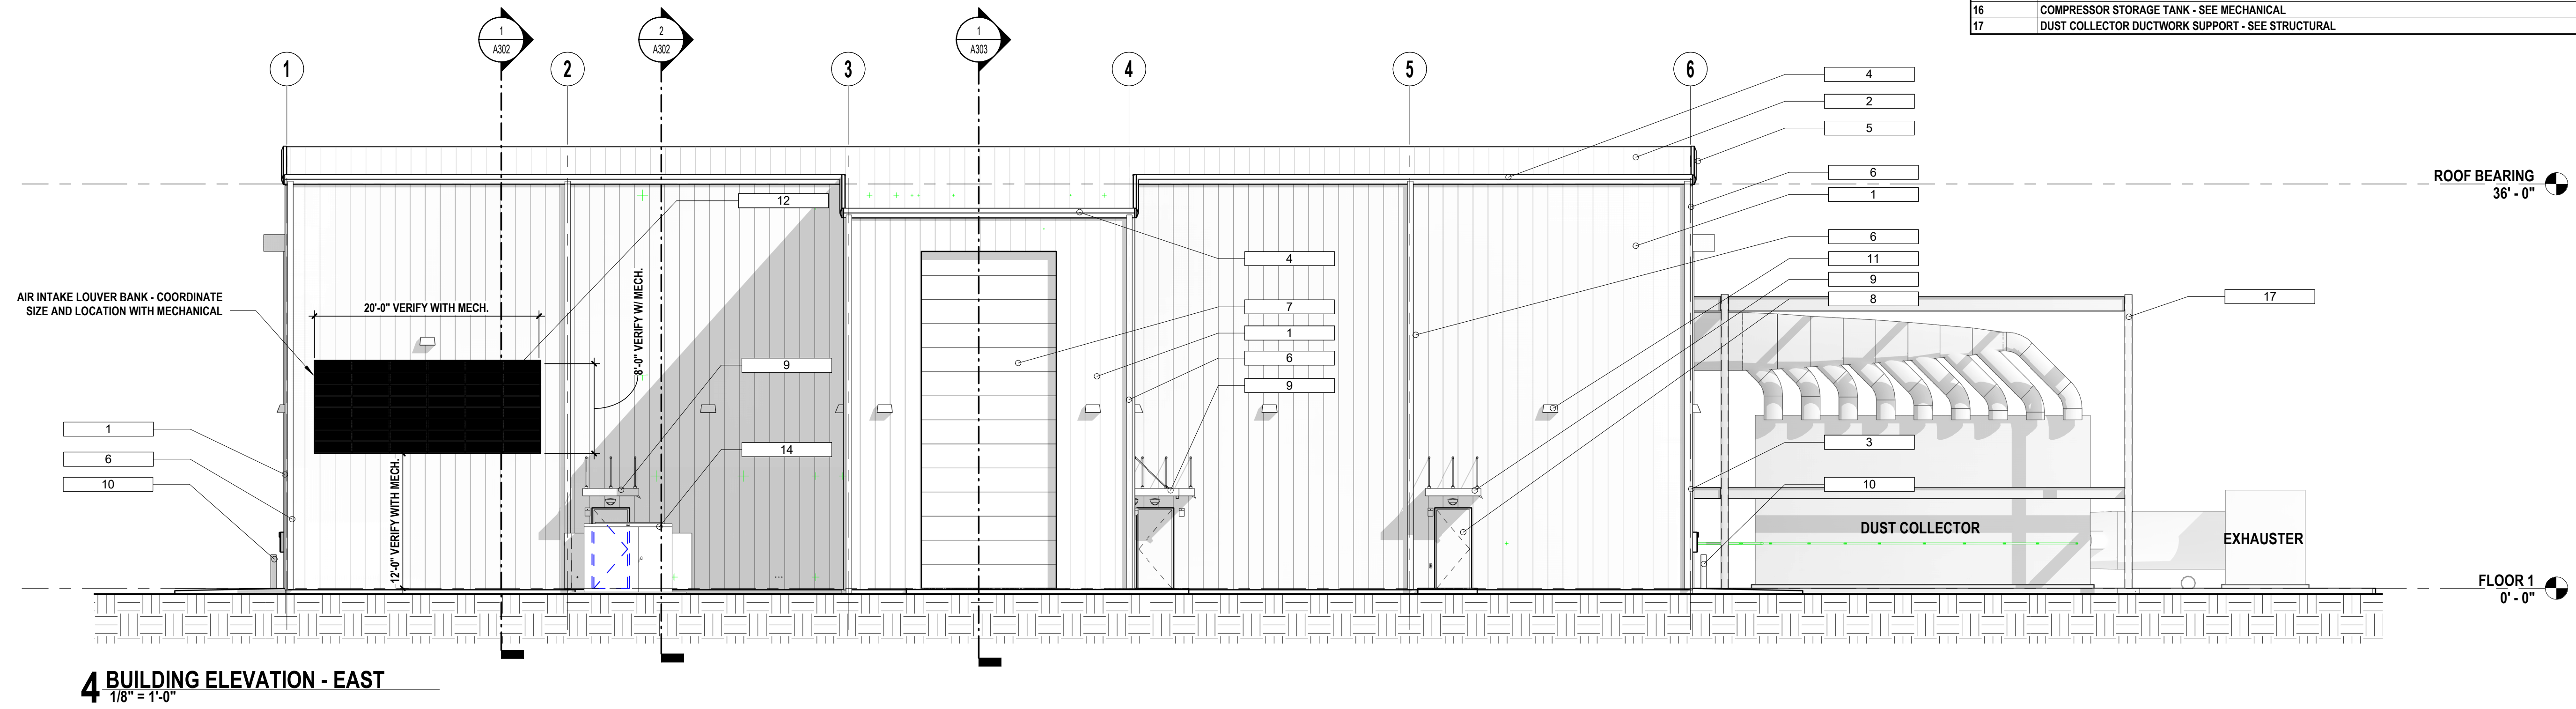 16 COMPRESSOR STORAGE TANK - SEE MECHANICAL
17 DUST COLLECTOR DUCTWORK SUPPORT - SEE STRUCTURAL
1
A302
2
A302
1
A303
1
2
3
4
5
6
4
2
5
6
1
6
11
9
8
17
3
10
ROOF BEARING
36' - 0"
12
4
7
1
6
9
AIR INTAKE LOUVER BANK - COORDINATE
SIZE AND LOCATION WITH MECHANICAL
20'-0" VERIFY WITH MECH.
8'-0" VERIFY W/ MECH.
12'-0" VERIFY WITH MECH.
9
14
1
6
10
DUST COLLECTOR
EXHAUSTER
FLOOR 1
0' - 0"
4 BUILDING ELEVATION - EAST
1/8" = 1'-0"